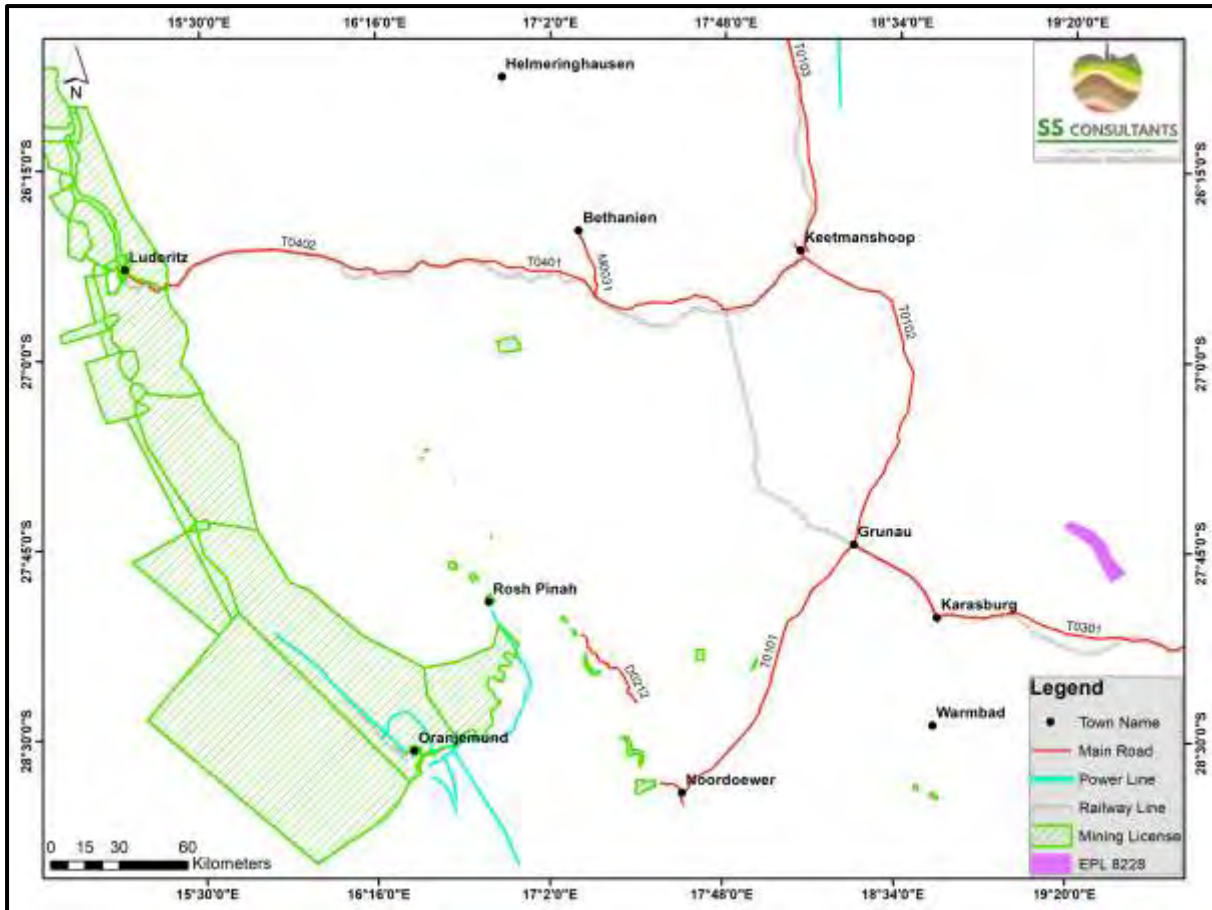 15°30'0"E 16°16'0"E 17°2'0"E 17°48'0"E 18°34'0"E 19°20'0"E
N
Helmeringhausen
T0103
SS CONSULTANTS
26°15'0"S 26°15'0"S
Bethanien
Keetmanshoop
Luderitz
T0402
T0401
M0031
T0102
27°0'0"S 27°0'0"S
Grunau
27°45'0"S 27°45'0"S
Rosh Pinah
Karasburg
T0301
T0101
D0212
Legend
Warmbad
Town Name
Oranjemund
28°30'0"S 28°30'0"S
Main Road
Noordoewer
Power Line
Railway Line
Mining License
EPL 8228
0 15 30 60
Kilometers
15°30'0"E 16°16'0"E 17°2'0"E 17°48'0"E 18°34'0"E 19°20'0"E